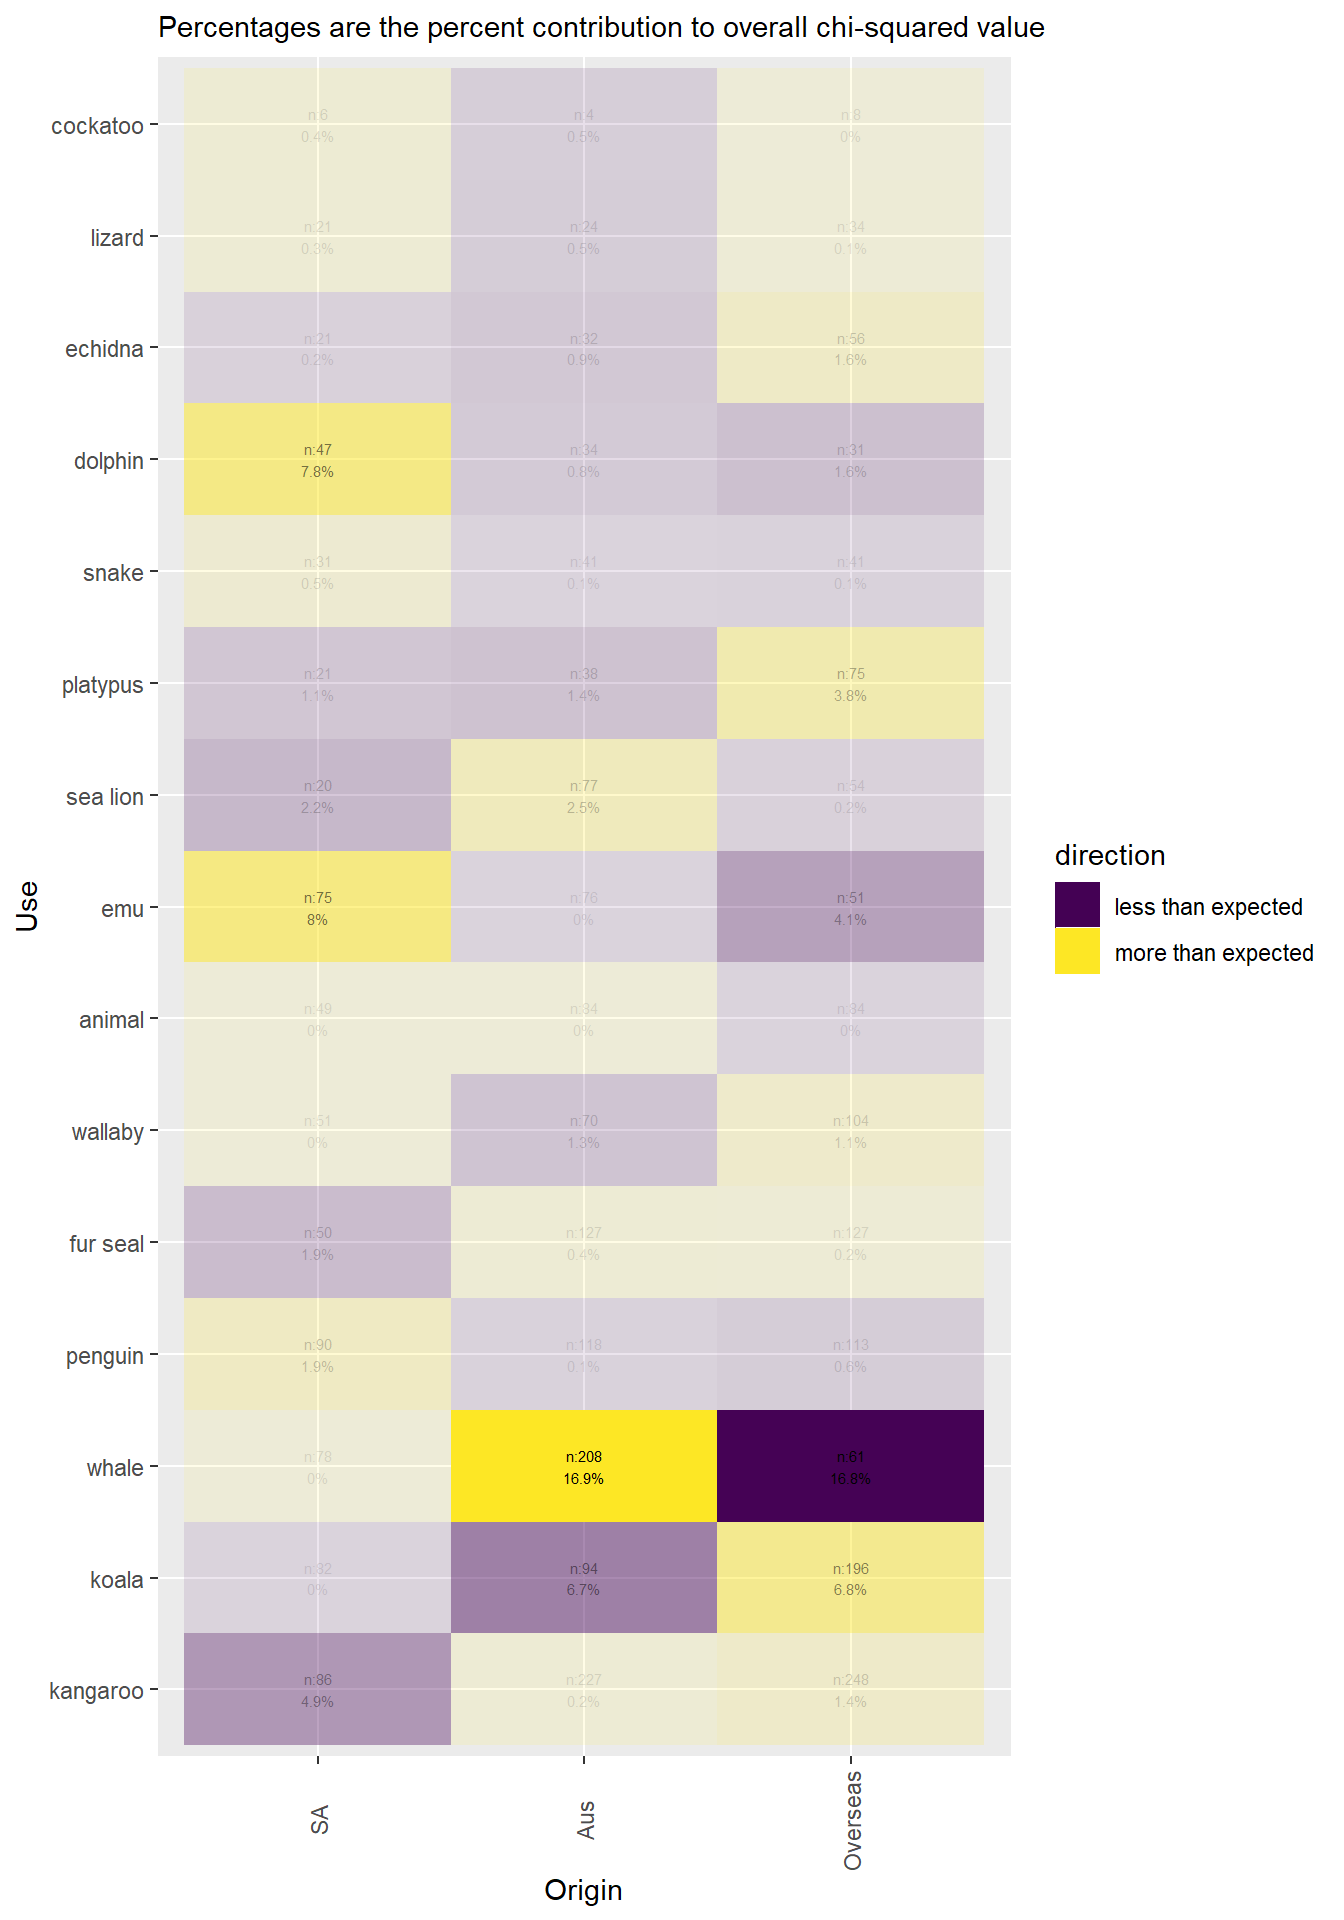 Percentages are the percent contribution to overall chi-squared value
cockatoo
n:6
0.4%
n:4
0.5%
n:8
0%
lizard
n:21
0.3%
n:24
0.5%
n:34
0.1%
echidna
n:21
0.2%
n:32
0.9%
n:56
1.6%
dolphin
n:47
7.8%
n:34
0.8%
n:31
1.6%
snake
n:31
0.5%
n:41
0.1%
n:41
0.1%
platypus
n:21
1.1%
n:38
1.4%
n:75
3.8%
sea lion
n:20
2.2%
n:77
2.5%
n:54
0.2%
emu
n:75
8%
n:76
0%
n:51
4.1%
animal
n:49
0%
n:84
0%
n:84
0%
wallaby
n:51
0%
n:70
1.3%
n:104
1.1%
fur seal
n:50
1.9%
n:127
0.4%
n:127
0.2%
penguin
n:90
1.9%
n:118
0.1%
n:113
0.6%
whale
n:78
0%
n:208
16.9%
n:61
16.8%
koala
n:82
0%
n:94
6.7%
n:196
6.8%
kangaroo
n:86
4.9%
n:227
0.2%
n:248
1.4%
Use
SA
Aus
Overseas
Origin
direction
less than expected
more than expected